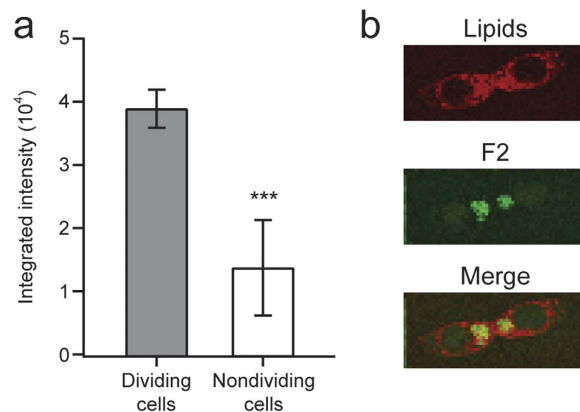 a
Integrated intensity (10⁴)
5
4
3
2
1
0
***
Dividing
cells
Nondividing
cells
b
Lipids
F2
Merge